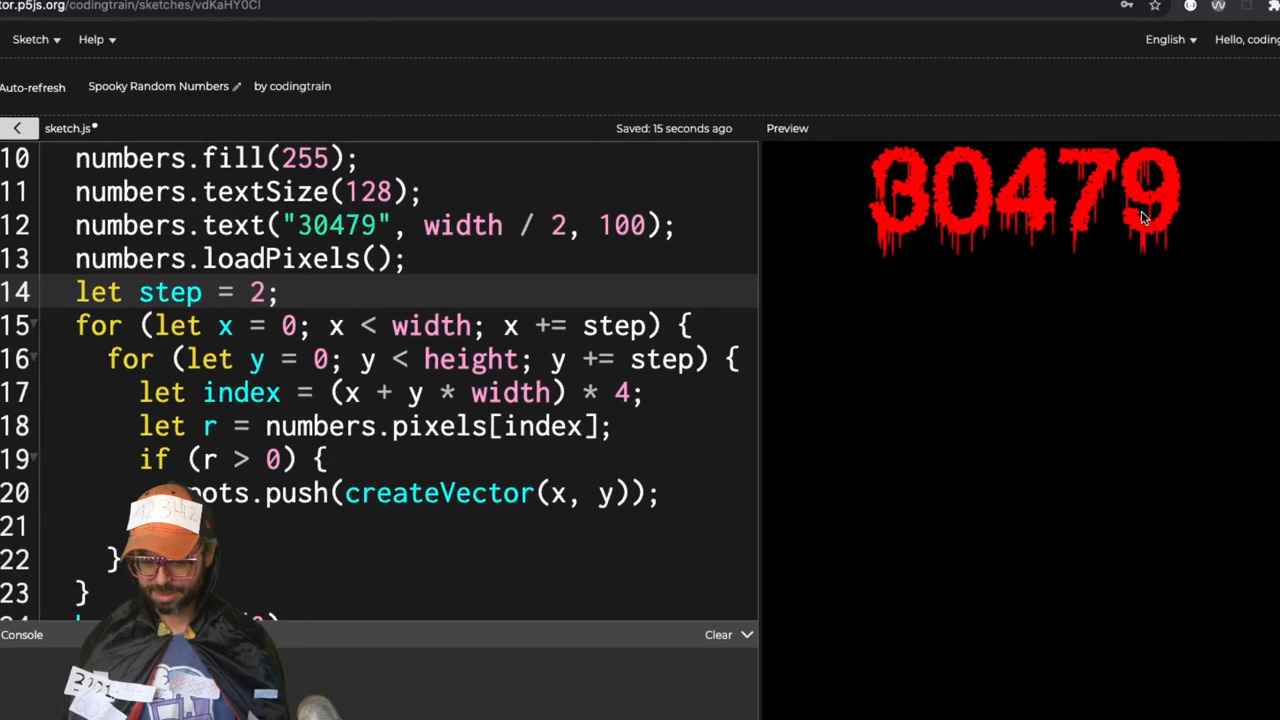 tor.p5js.org/codingtrain/sketches/vdKaHY0Cl
Sketch Help English Hello, coding
Auto-refresh Spooky Random Numbers by codingtrain
sketch.js Saved: 15 seconds ago Preview
10 numbers.fill(255);
11 numbers.textSize(128);
12 numbers.text("30479", width / 2, 100);
13 numbers.loadPixels();
14 let step = 2;
15 for (let x = 0; x < width; x += step) {
16 for (let y = 0; y < height; y += step) {
17 let index = (x + y * width) * 4;
18 let r = numbers.pixels[index];
19 if (r > 0) {
20 pots.push(createVector(x, y));
21
22 }
23 }
30479
Console Clear